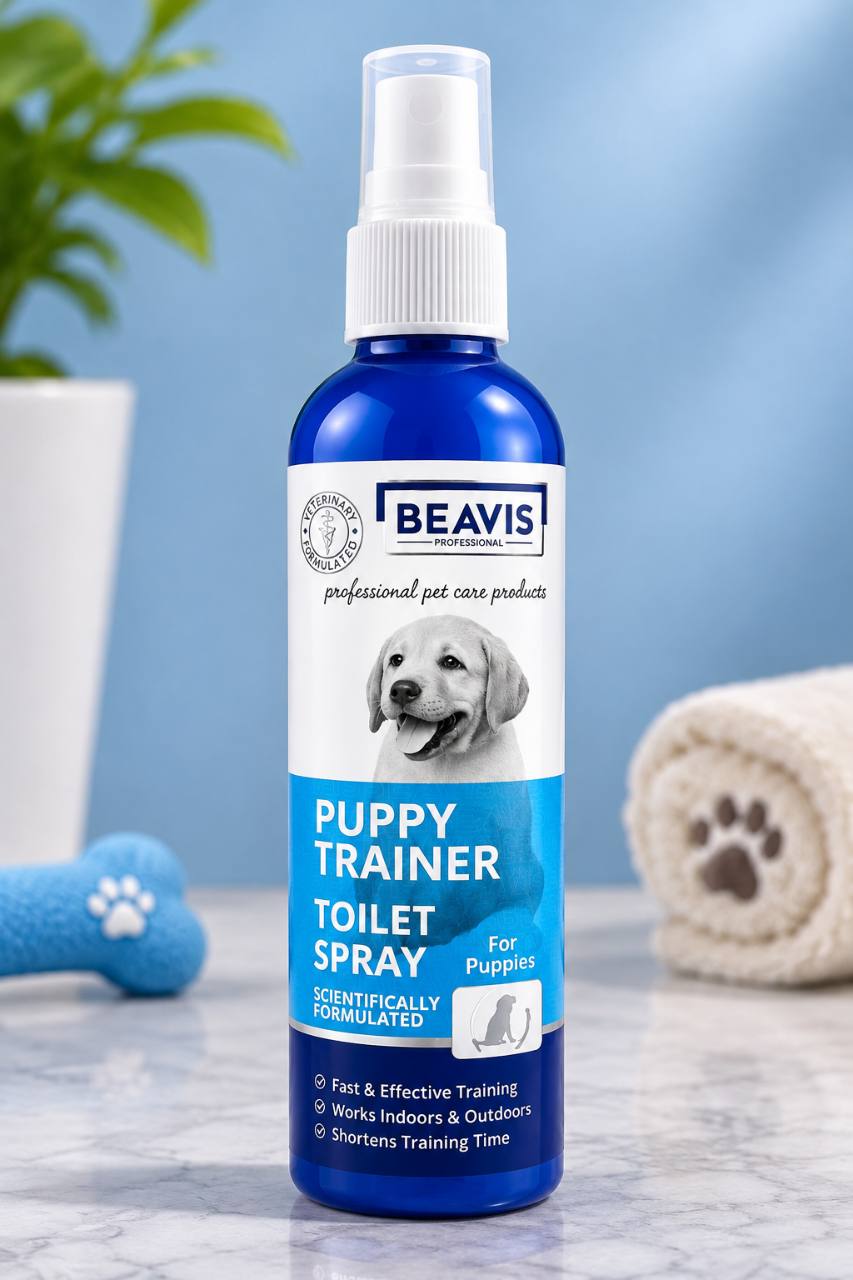 VETERINARY
FORMULATED
BEAVIS
PROFESSIONAL
professional pet care products
PUPPY
TRAINER
TOILET
SPRAY
For
Puppies
SCIENTIFICALLY
FORMULATED
Fast & Effective Training
Works Indoors & Outdoors
Shortens Training Time